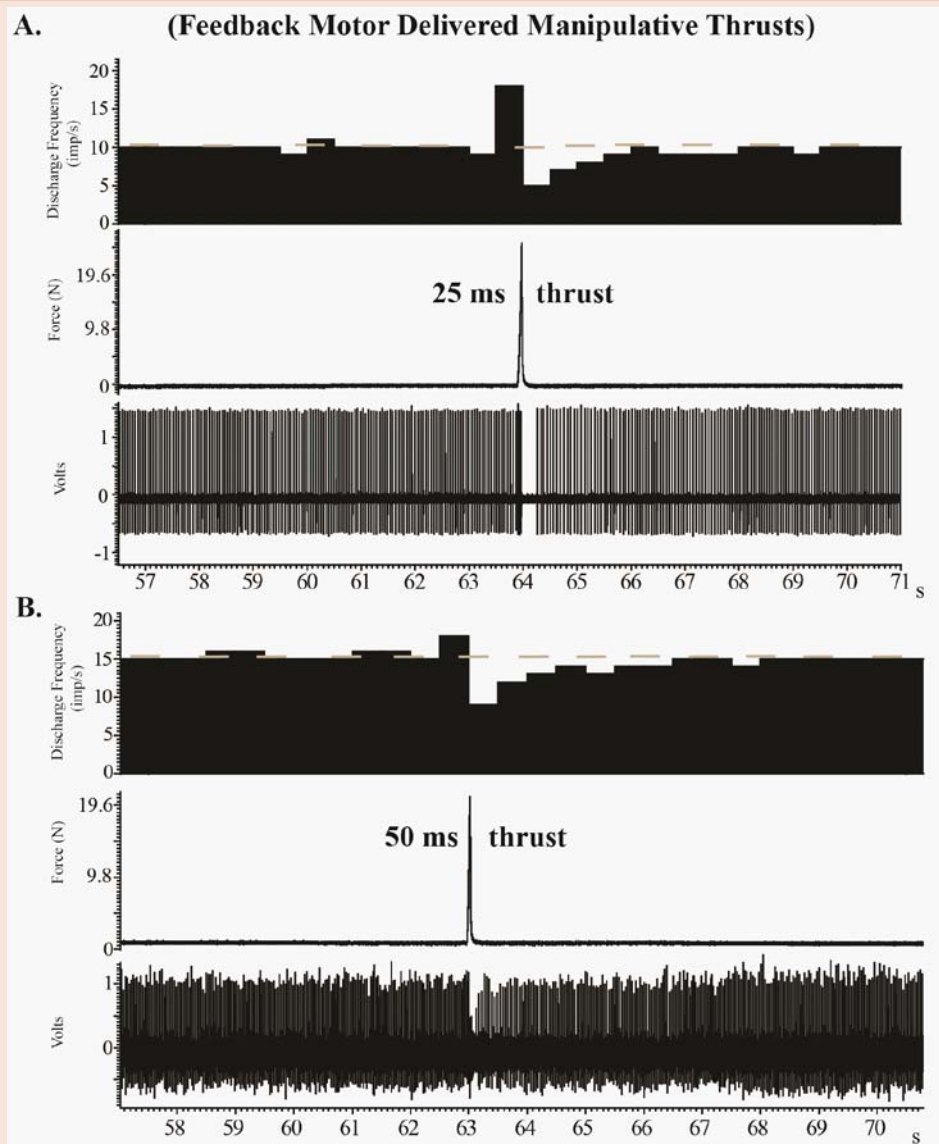 A. (Feedback Motor Delivered Manipulative Thrusts)
Discharge Frequency
(imp/s)
20
15
10
5
0
Force (N)
19.6
9.8
0
25 ms thrust
Volts
1
0
-1
57 58 59 60 61 62 63 64 65 66 67 68 69 70 71 s
B.
Discharge Frequency
(imp/s)
20
15
10
5
0
Force (N)
19.6
9.8
0
50 ms thrust
Volts
1
0
58 59 60 61 62 63 64 65 66 67 68 69 70 s